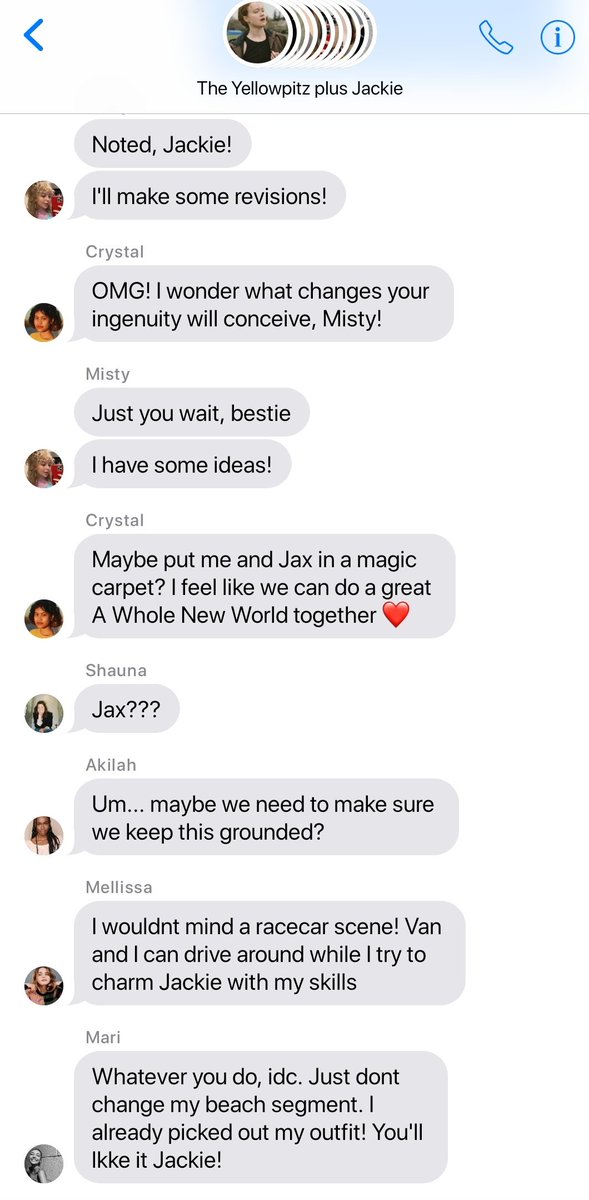 The Yellowpitz plus Jackie
Noted, Jackie!
I'll make some revisions!
Crystal
OMG! I wonder what changes your
ingenuity will conceive, Misty!
Misty
Just you wait, bestie
I have some ideas!
Crystal
Maybe put me and Jax in a magic
carpet? I feel like we can do a great
A Whole New World together ❤️
Shauna
Jax???
Akilah
Um... maybe we need to make sure
we keep this grounded?
Mellissa
I wouldnt mind a racecar scene! Van
and I can drive around while I try to
charm Jackie with my skills
Mari
Whatever you do, idc. Just dont
change my beach segment. I
already picked out my outfit! You'll
lkke it Jackie!